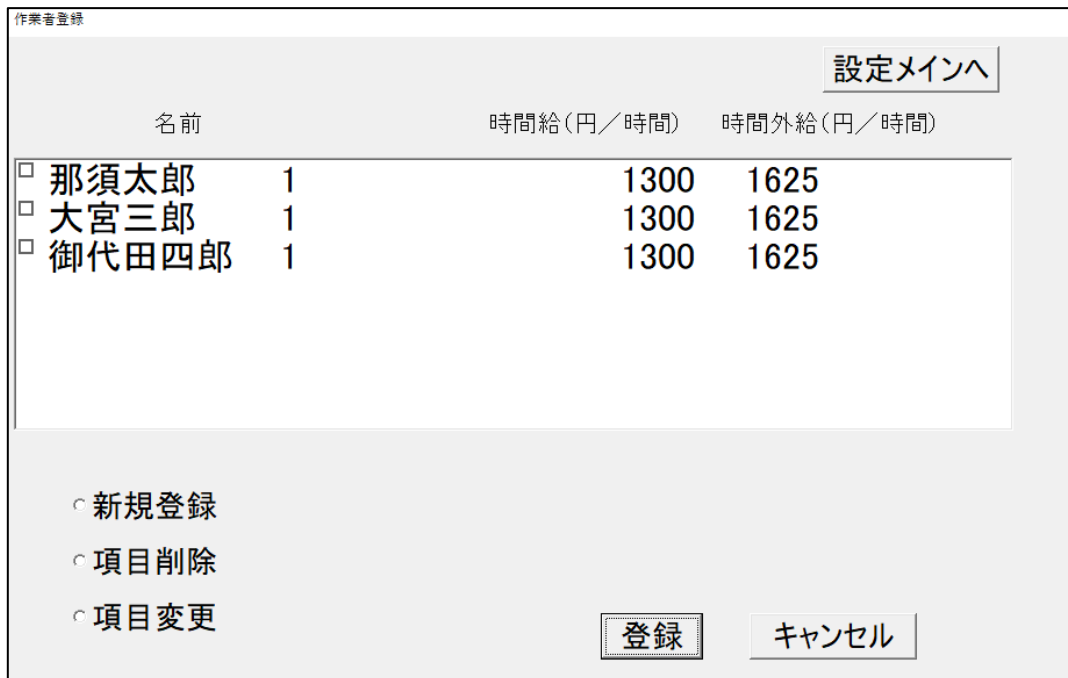 作業者登録
設定メインへ
名前 時間給(円/時間) 時間外給(円/時間)
那須太郎 1 1300 1625
大宮三郎 1 1300 1625
御代田四郎 1 1300 1625
新規登録
項目削除
項目変更
登録 キャンセル